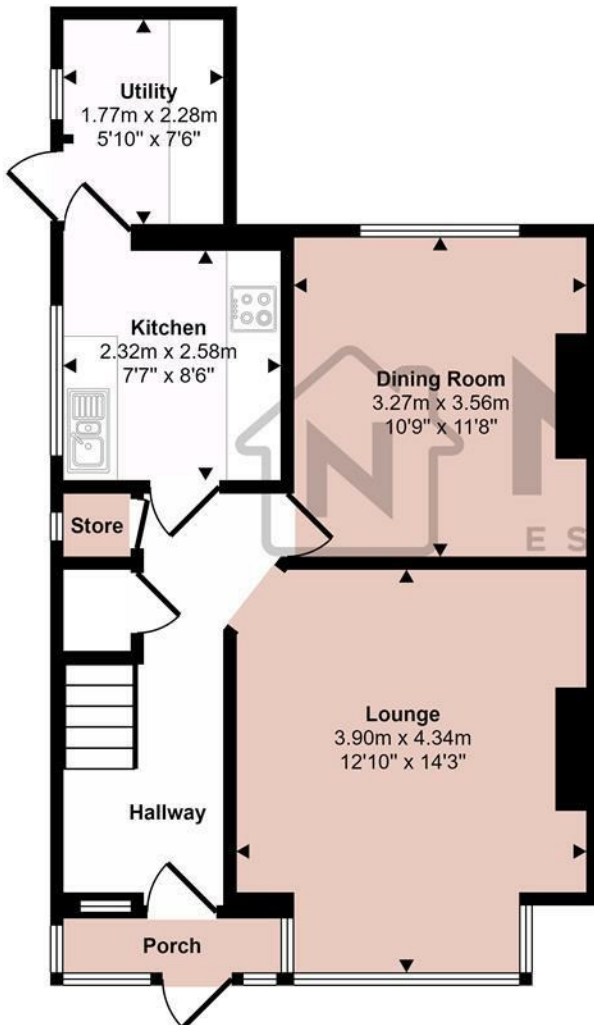 Utility
1.77m x 2.28m
5'10" x 7'6"
Kitchen
2.32m x 2.58m
7'7" x 8'6"
Dining Room
3.27m x 3.56m
10'9" x 11'8"
N N
E S
Store
Lounge
3.90m x 4.34m
12'10" x 14'3"
Hallway
Porch